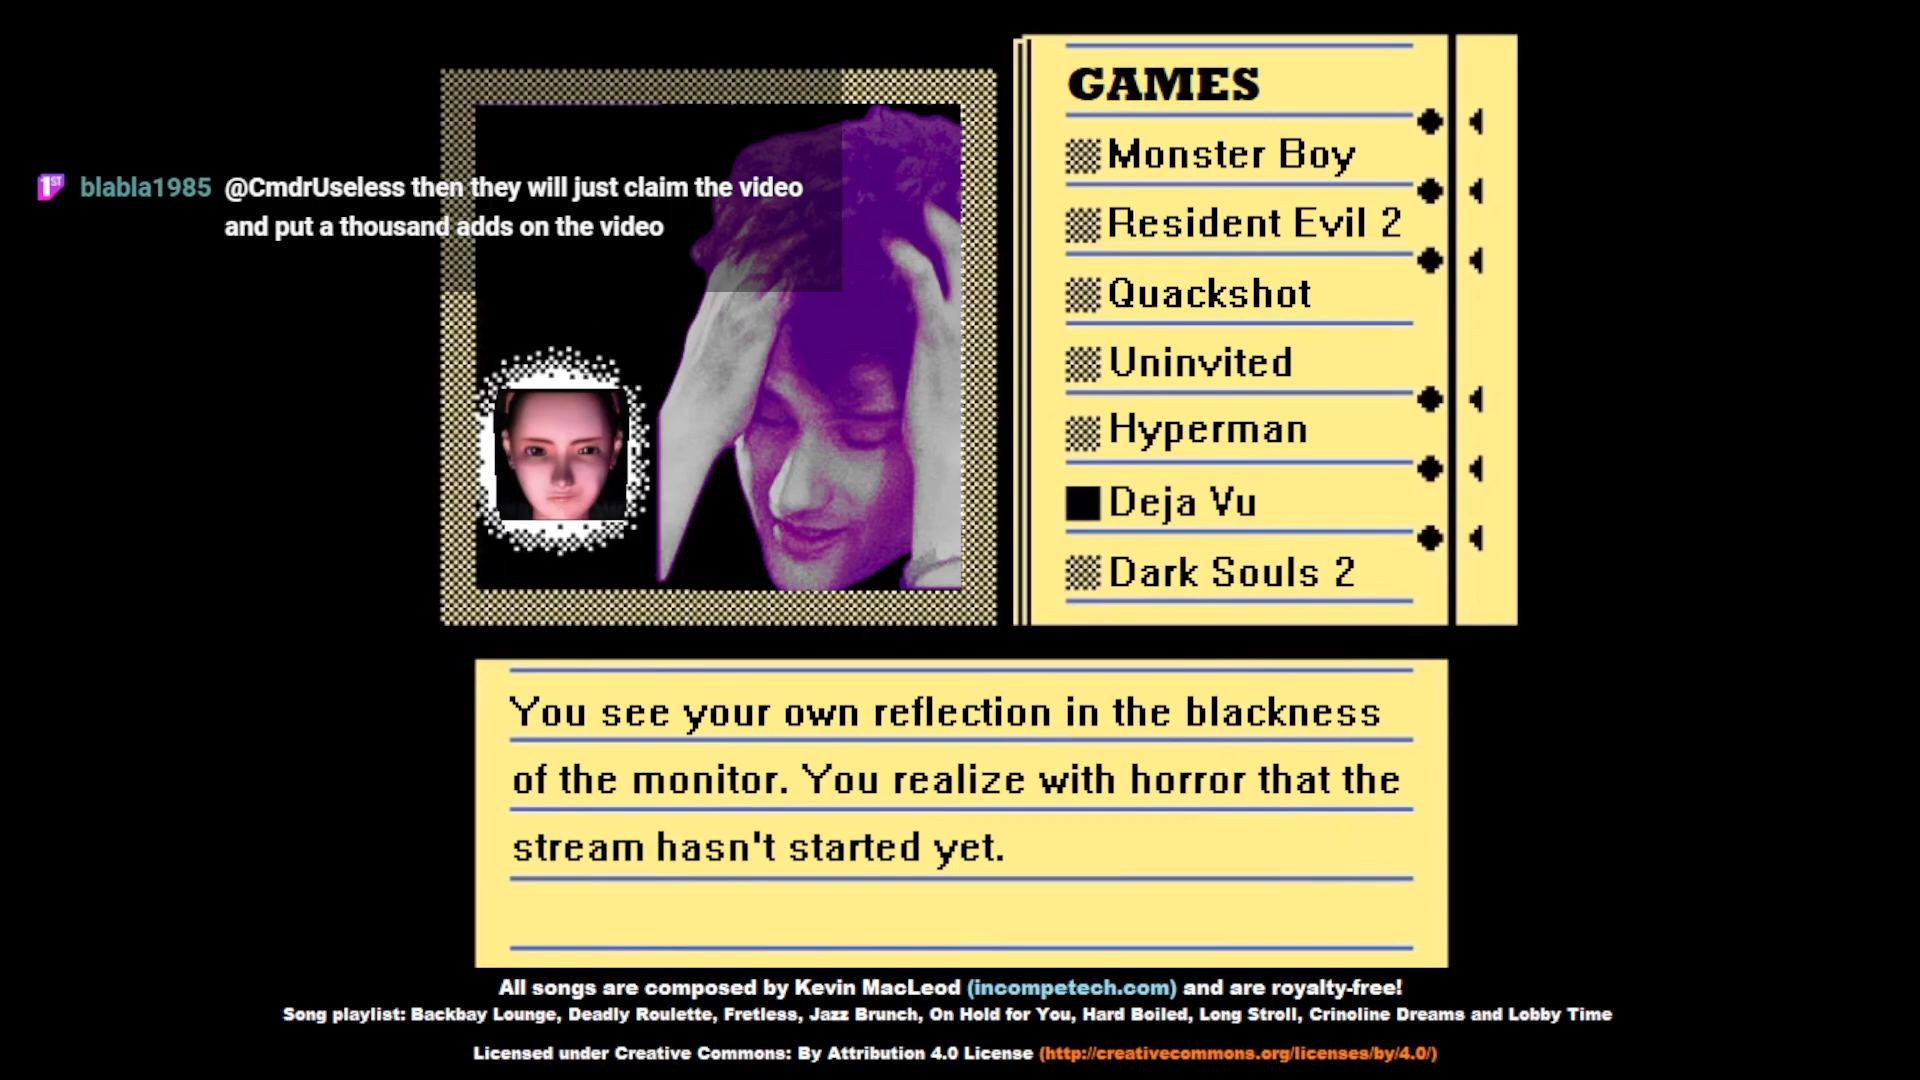 1ST blabla1985 @CmdrUseless then they will just claim the video
and put a thousand adds on the video
GAMES
Monster Boy
Resident Evil 2
Quackshot
Uninvited
Hyperman
Deja Vu
Dark Souls 2
You see your own reflection in the blackness
of the monitor. You realize with horror that the
stream hasn't started yet.
All songs are composed by Kevin MacLeod (incompetech.com) and are royalty-free!
Song playlist: Backbay Lounge, Deadly Roulette, Fretless, Jazz Brunch, On Hold for You, Hard Boiled, Long Stroll, Crinoline Dreams and Lobby Time
Licensed under Creative Commons: By Attribution 4.0 License (http://creativecommons.org/licenses/by/4.0/)